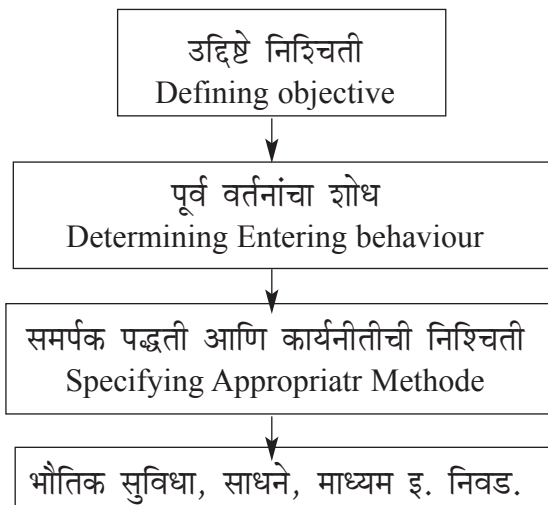 उद्दिष्टे निश्चिती
Defining objective
पूर्व वर्तनांचा शोध
Determining Entering behaviour
समर्पक पद्धती आणि कार्यनीतीची निश्चिती
Specifying Appropriatr Methode
भौतिक सुविधा, साधने, माध्यम इ. निवड.